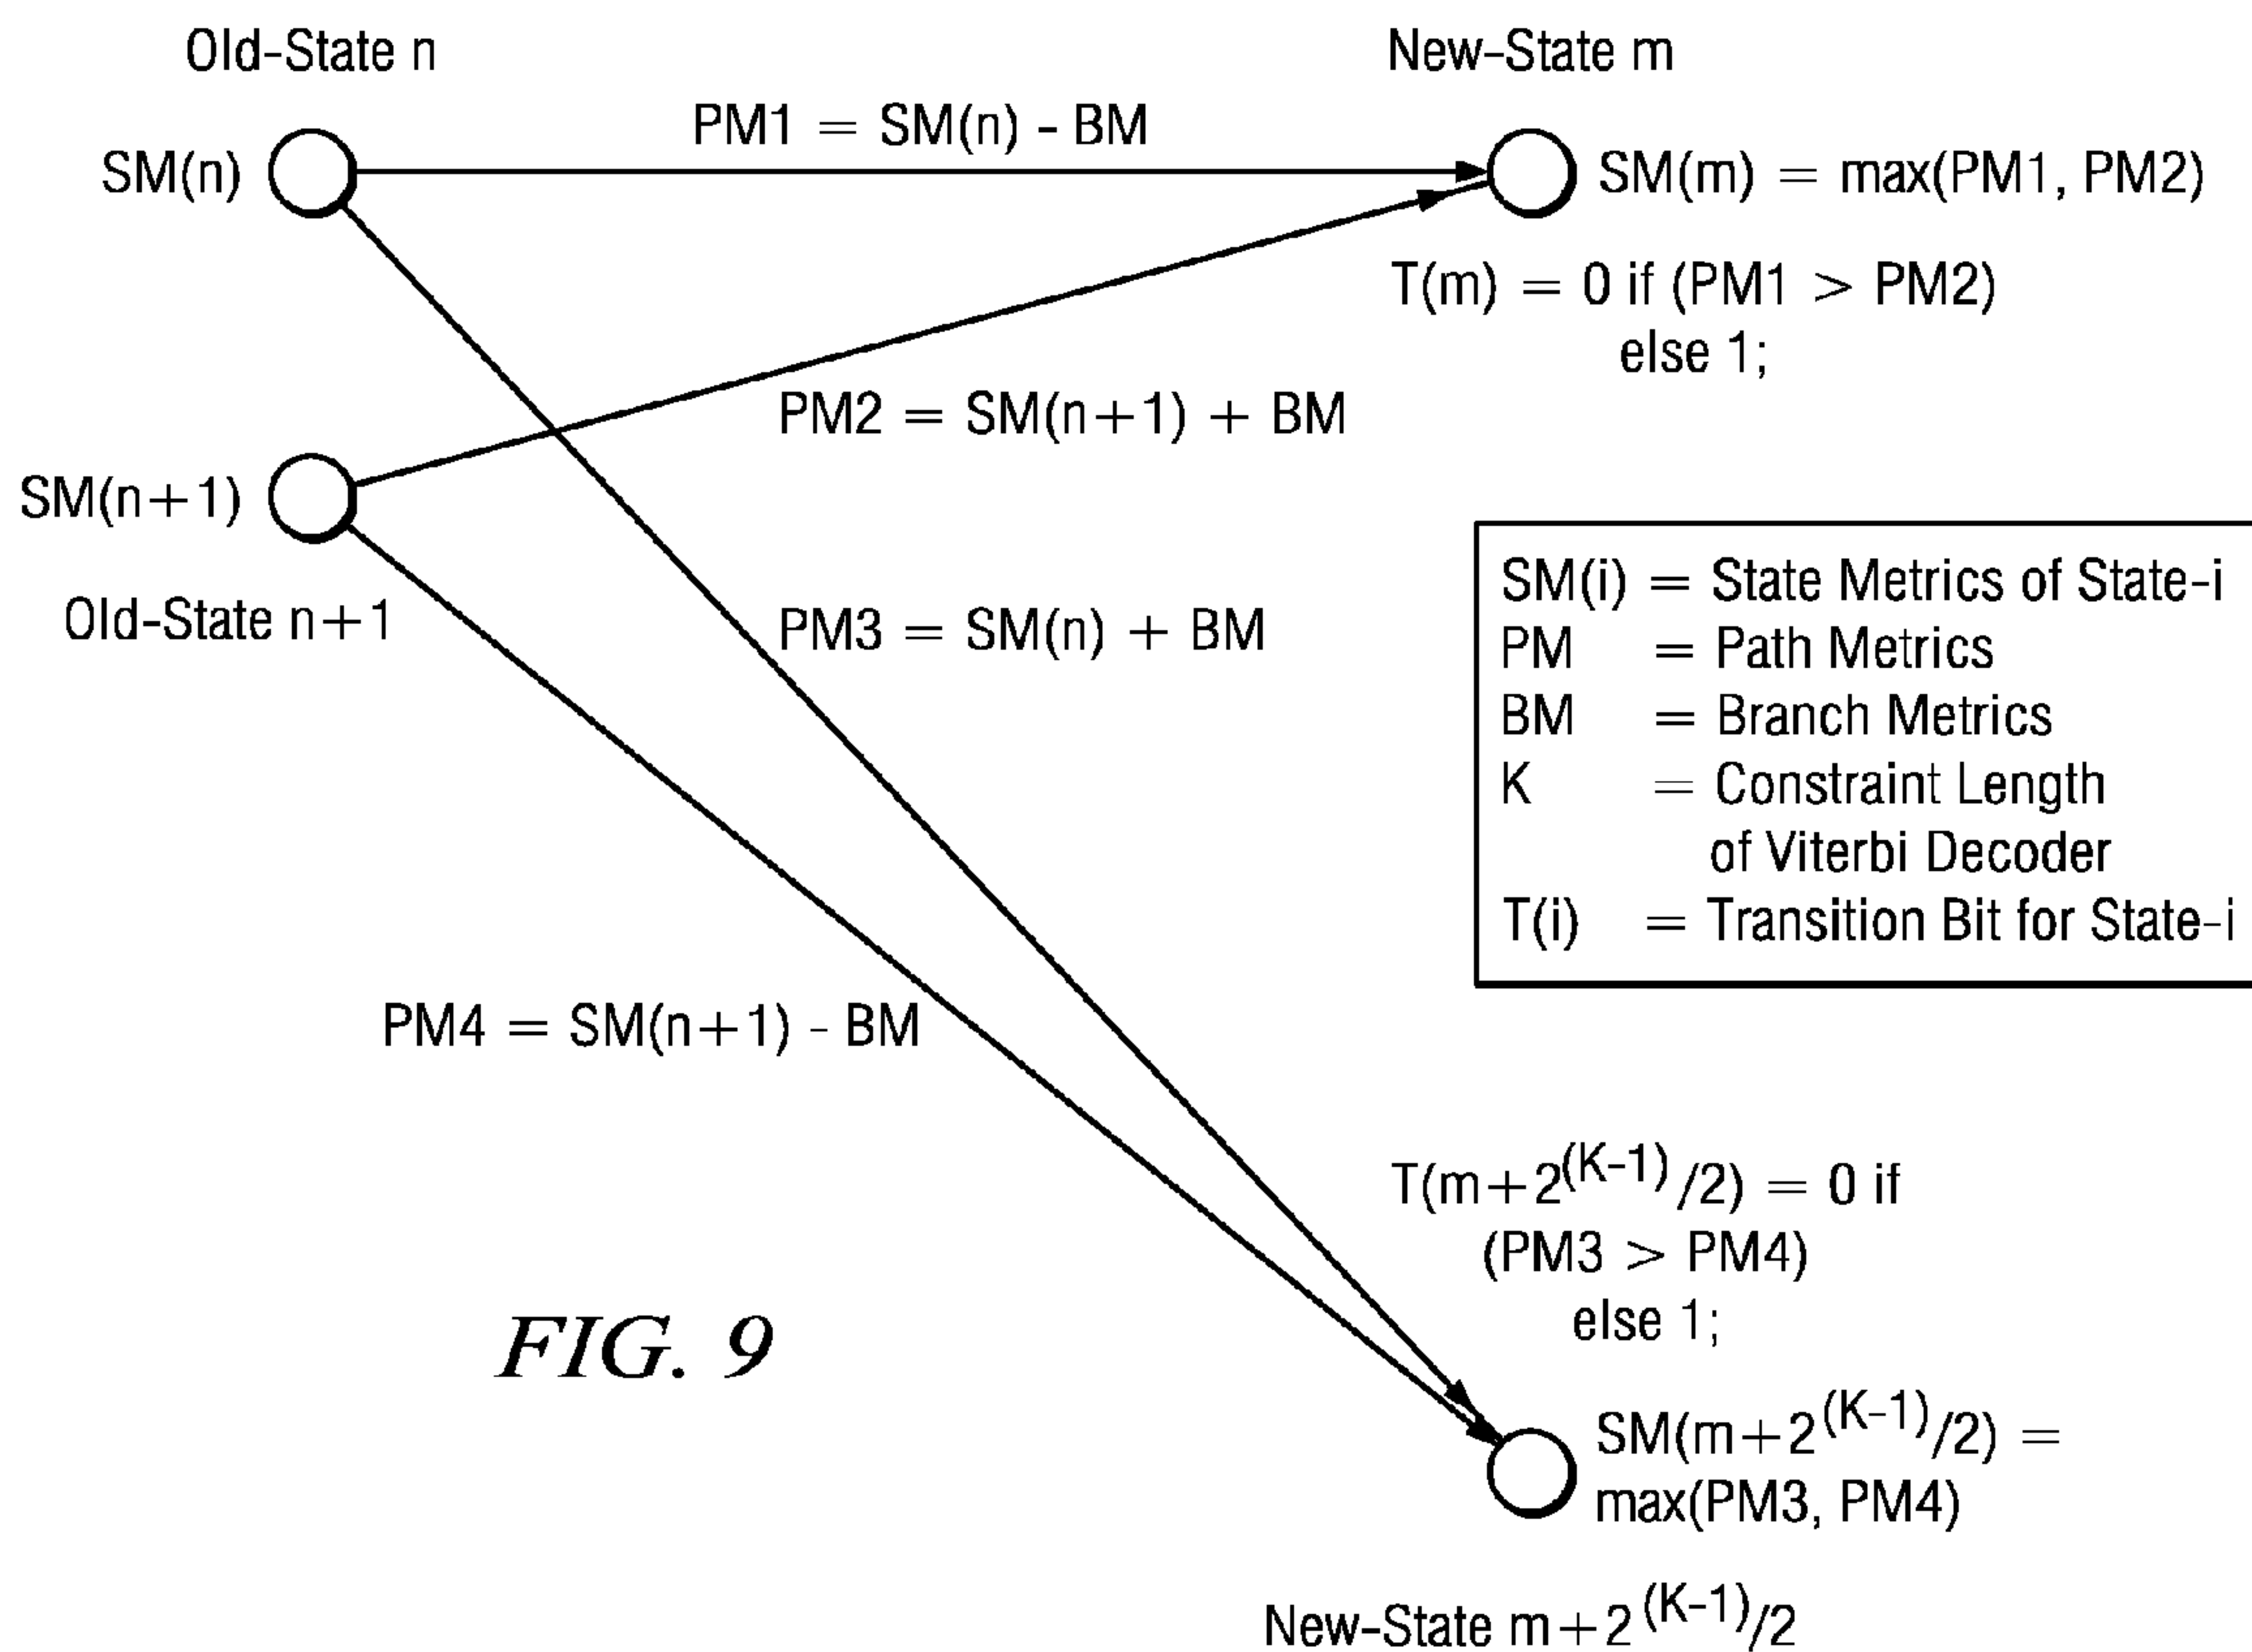 Old-State n
New-State m
PM1 = SM(n) - BM
SM(n)
SM(m) = max(PM1, PM2)
T(m) = 0 if (PM1 > PM2)
else 1;
PM2 = SM(n+1) + BM
SM(n+1)
Old-State n+1
PM3 = SM(n) + BM
SM(i) = State Metrics of State-i
PM = Path Metrics
BM = Branch Metrics
K = Constraint Length
of Viterbi Decoder
T(i) = Transition Bit for State-i
PM4 = SM(n+1) - BM
T(m+2^(K-1)/2) = 0 if
(PM3 > PM4)
else 1;
FIG. 9
SM(m+2^(K-1)/2) =
max(PM3, PM4)
New-State m+2^(K-1)/2